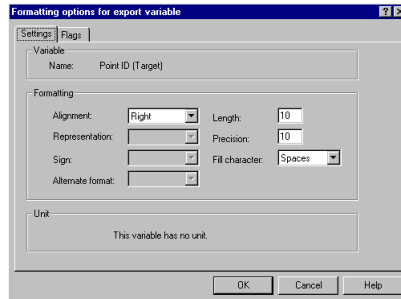 Formatting options for export variable
Settings Flags
Variable
Name: Point ID (Target)
Formatting
Alignment: Right Length: 10
Representation: Precision: 10
Sign: Fill character: Spaces
Alternate format:
Unit
This variable has no unit.
OK Cancel Help